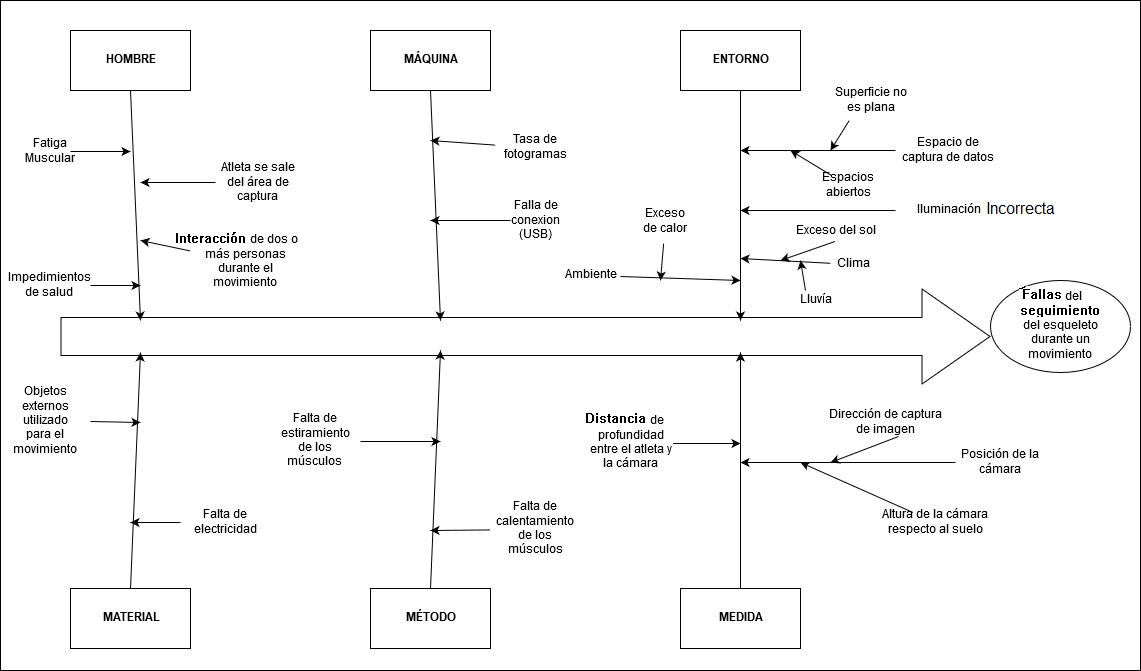 HOMBRE
MÁQUINA
ENTORNO
Fatiga
Muscular
Atleta se sale
del área de
captura
Interacción de dos o
más personas
durante el
movimiento
Impedimientos
de salud
Tasa de
fotogramas
Falla de
conexion
(USB)
Superficie no
es plana
Espacio de
captura de datos
Espacios
abiertos
Iluminación Incorrecta
Exceso
de calor
Exceso del sol
Ambiente
Clima
Lluvía
Fallas del
seguimiento
del esqueleto
durante un
movimiento
Objetos
externos
utilizado
para el
movimiento
Falta de
electricidad
Falta de
estiramiento
de los
músculos
Falta de
calentamiento
de los
músculos
Distancia de
profundidad
entre el atleta y
la cámara
Dirección de captura
de imagen
Posición de la
cámara
Altura de la cámara
respecto al suelo
MATERIAL
MÉTODO
MEDIDA